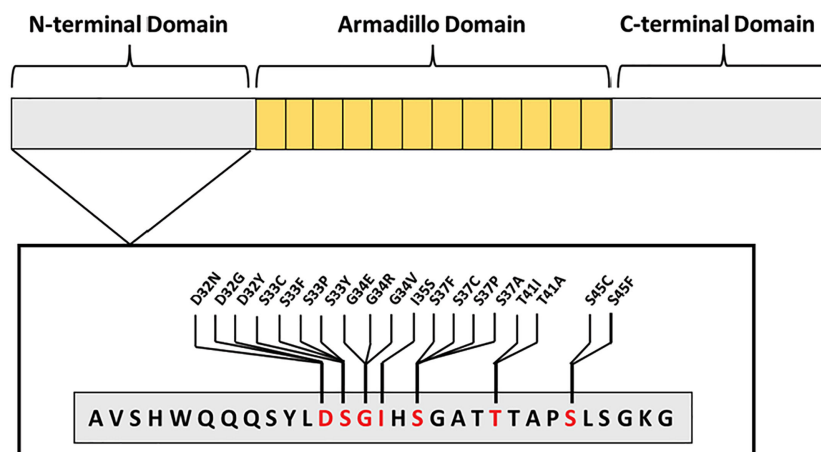 N-terminal Domain Armadillo Domain C-terminal Domain
D32N D32G D32Y S33C S33F S33P S33Y G34E G34R G34V I35S S37F S37C S37P S37A T41I T41A S45C S45F
AVSHWQQQSYLDSGIHSGATTTAPSLSGKG